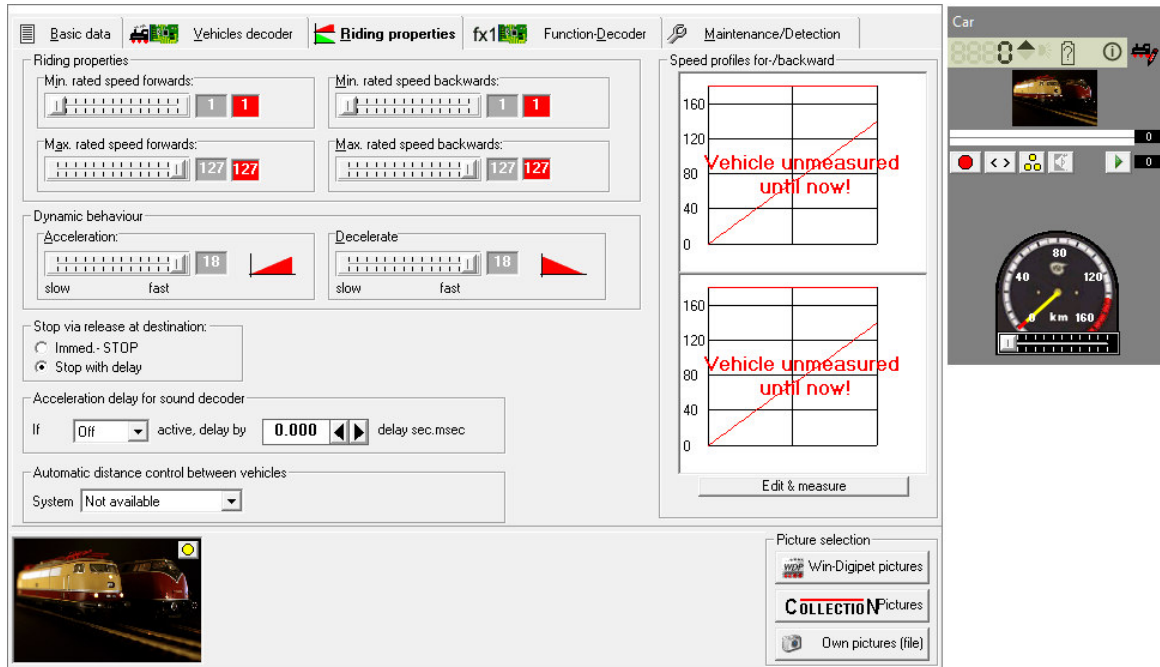 Basic data
Vehicles decoder
Riding properties
fx1 Function-Decoder
Maintenance/Detection
Riding properties
Min. rated speed forwards:
1 1
Min. rated speed backwards:
1 1
Max. rated speed forwards:
127 127
Max. rated speed backwards:
127 127
Dynamic behaviour
Acceleration:
18
slow fast
Decelerate
18
slow fast
Stop via release at destination:
Immed.- STOP
Stop with delay
Acceleration delay for sound decoder
If Off active, delay by 0.000 delay sec.msec
Automatic distance control between vehicles
System Not available
Speed profiles for-/backward
160
120
80
40
0
Vehicle unmeasured
until now!
160
120
80
40
0
Vehicle unmeasured
until now!
Edit & measure
Picture selection
WDP Win-Digipet pictures
COLLECTION Pictures
Own pictures (file)
Car
0
0
0
80
40 120
0 km 160